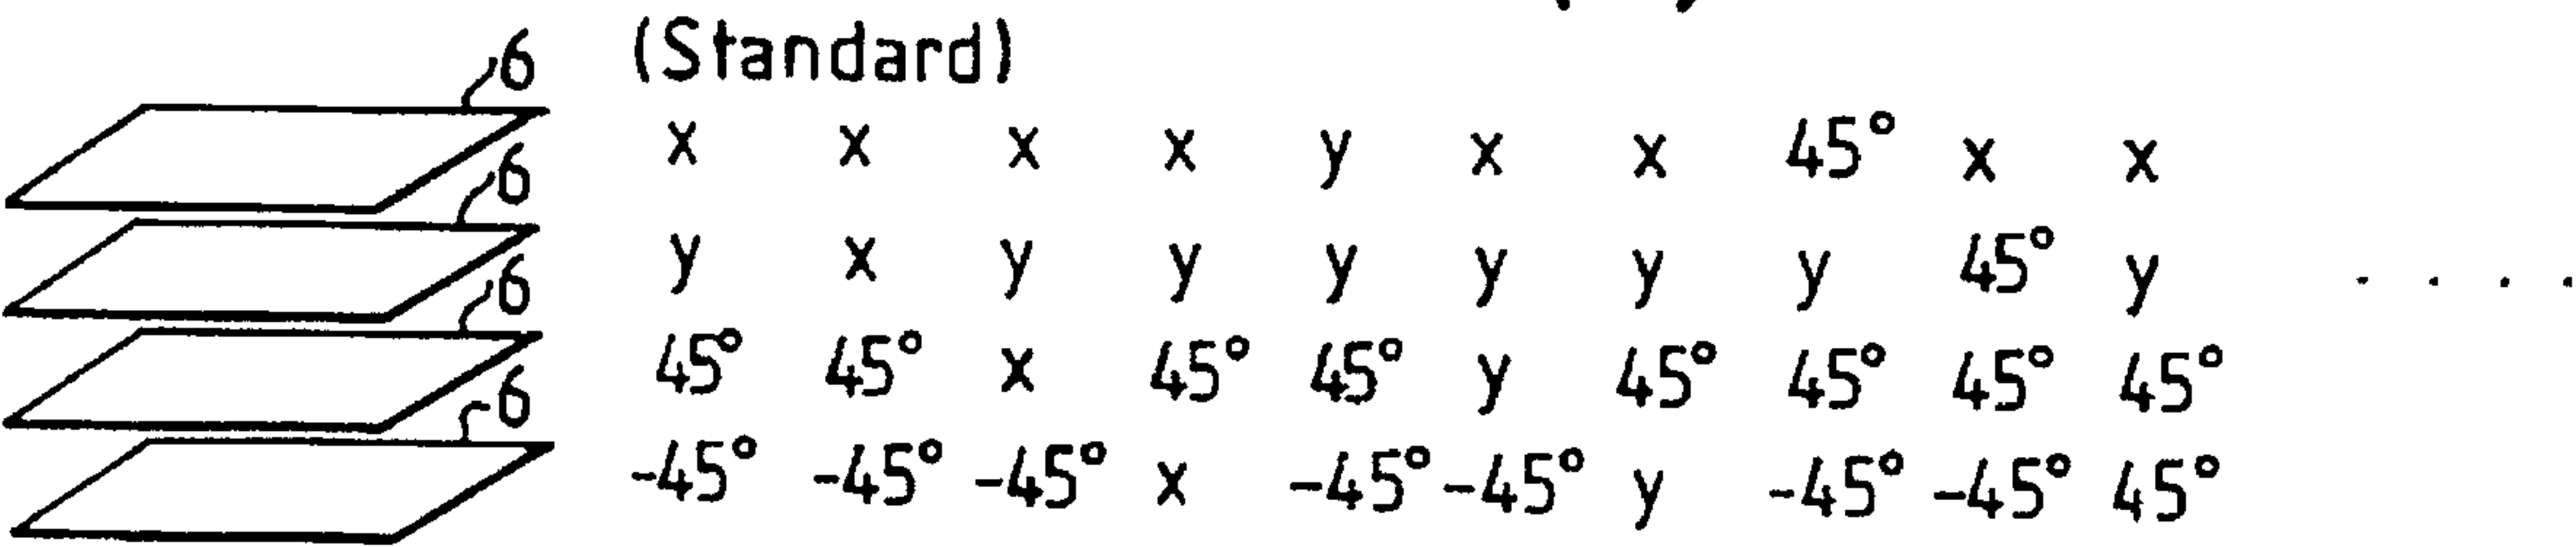 6 (Standard)
x x x x y x x 45° x x
6
y x y y y y y y 45° y . . . .
6
45° 45° x 45° 45° y 45° 45° 45° 45°
6
-45° -45° -45° x -45° -45° y -45° -45° 45°